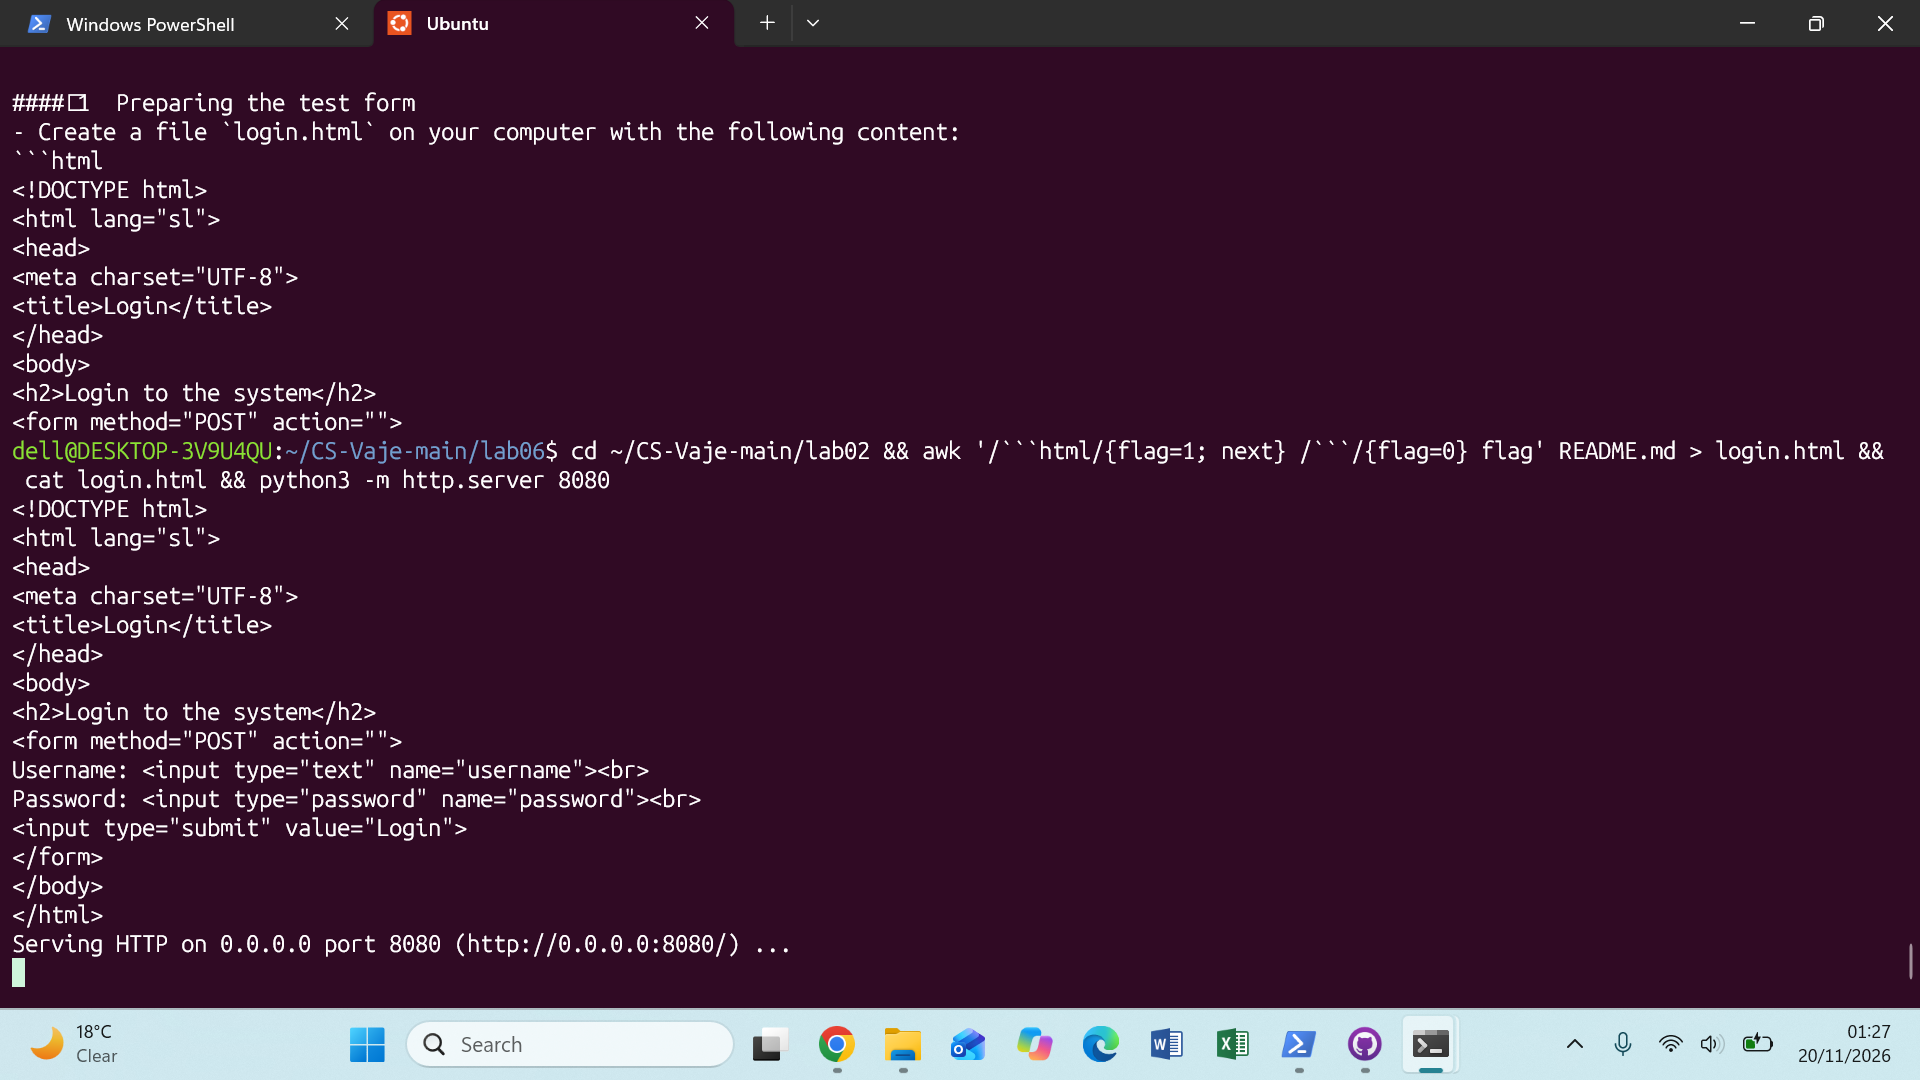 Windows PowerShell
Ubuntu
####1 Preparing the test form
- Create a file `login.html` on your computer with the following content:
```html
<!DOCTYPE html>
<html lang="sl">
<head>
<meta charset="UTF-8">
<title>Login</title>
</head>
<body>
<h2>Login to the system</h2>
<form method="POST" action="">
dell@DESKTOP-3V9U4QU:~/CS-Vaje-main/lab06$ cd ~/CS-Vaje-main/lab02 && awk '/```html/{flag=1; next} /```/{flag=0} flag' README.md > login.html &&
cat login.html && python3 -m http.server 8080
<!DOCTYPE html>
<html lang="sl">
<head>
<meta charset="UTF-8">
<title>Login</title>
</head>
<body>
<h2>Login to the system</h2>
<form method="POST" action="">
Username: <input type="text" name="username"><br>
Password: <input type="password" name="password"><br>
<input type="submit" value="Login">
</form>
</body>
</html>
Serving HTTP on 0.0.0.0 port 8080 (http://0.0.0.0:8080/) ...
18°C
Clear
Search
01:27
20/11/2026